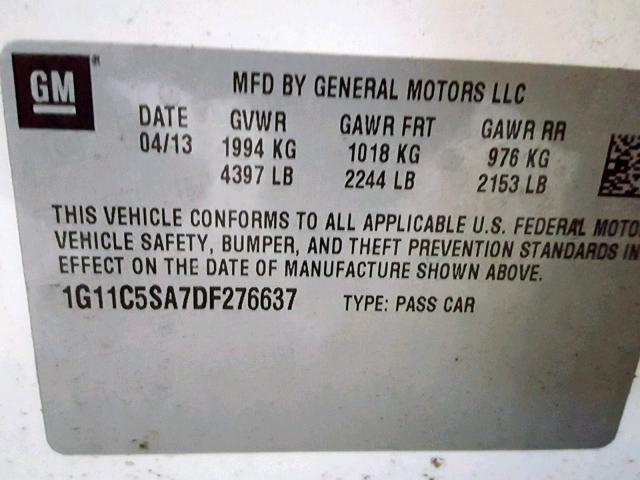 GM
MFD BY GENERAL MOTORS LLC
DATE GVWR GAWR FRT GAWR RR
04/13 1994 KG 1018 KG 976 KG
4397 LB 2244 LB 2153 LB
THIS VEHICLE CONFORMS TO ALL APPLICABLE U.S. FEDERAL MOTO
VEHICLE SAFETY, BUMPER, AND THEFT PREVENTION STANDARDS IN
EFFECT ON THE DATE OF MANUFACTURE SHOWN ABOVE.
1G11C5SA7DF276637 TYPE: PASS CAR